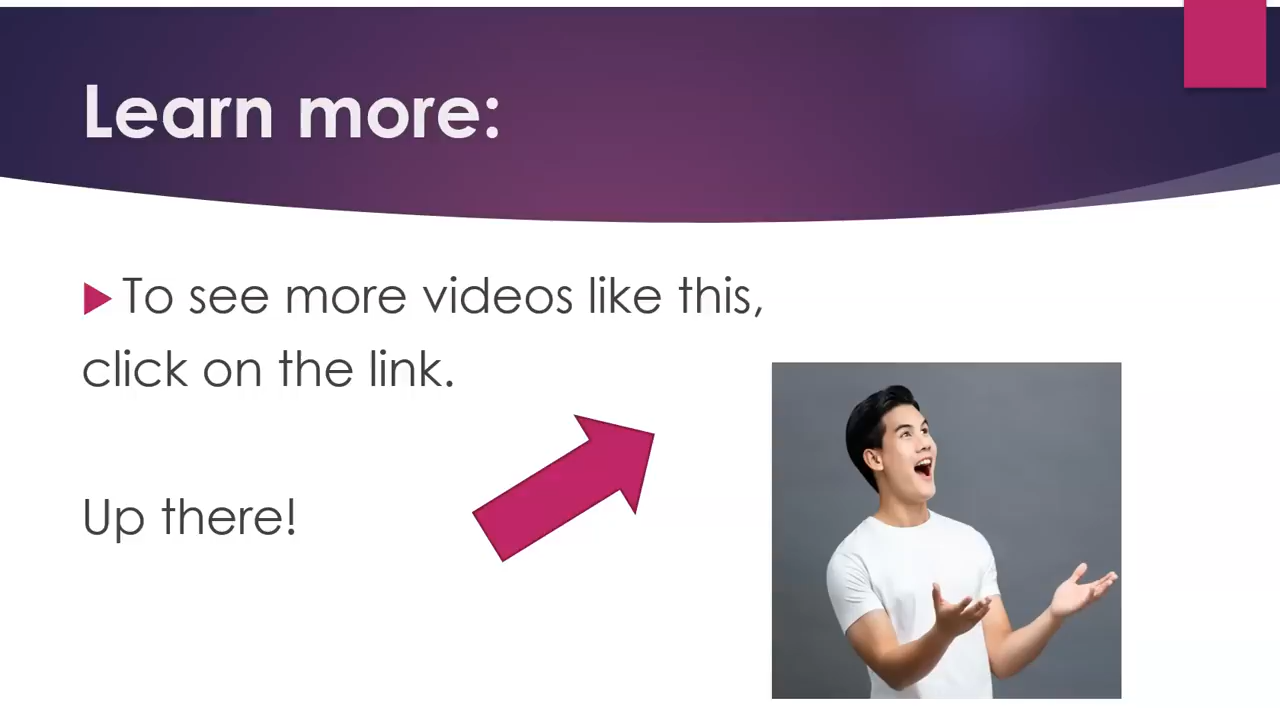 Learn more:
To see more videos like this,
click on the link.
Up there!